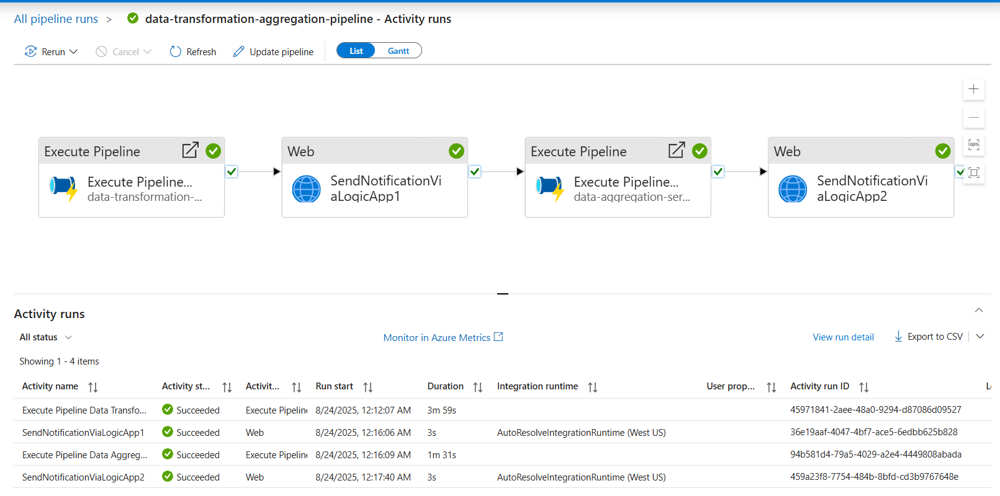 All pipeline runs > data-transformation-aggregation-pipeline - Activity runs
Rerun Cancel Refresh Update pipeline List Gantt
Execute Pipeline Web Execute Pipeline Web
Execute Pipeline... SendNotificationVi Execute Pipeline... SendNotificationVi
data-transformation-... aLogicApp1 data-aggregation-ser... aLogicApp2
100%
Activity runs
All status Monitor in Azure Metrics View run detail Export to CSV
Showing 1 - 4 items
Activity name Activity st... Activit... Run start Duration Integration runtime User prop... Activity run ID L
Execute Pipeline Data Transfo... Succeeded Execute Pipeline 8/24/2025, 12:12:07 AM 3m 59s 45971841-2aee-48a0-9294-d87086d09527
SendNotificationViaLogicApp1 Succeeded Web 8/24/2025, 12:16:06 AM 3s AutoResolveIntegrationRuntime (West US) 36e19aaf-4047-4bf7-ace5-6edbb625b828
Execute Pipeline Data Aggreg... Succeeded Execute Pipeline 8/24/2025, 12:16:09 AM 1m 31s 94b581d4-79a5-4029-a2e4-4449808abada
SendNotificationViaLogicApp2 Succeeded Web 8/24/2025, 12:17:40 AM 3s AutoResolveIntegrationRuntime (West US) 459a23f8-7754-484b-8bfd-cd3b9767648e